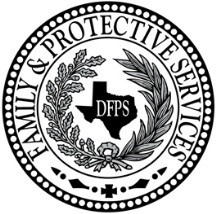 FAMILY & PROTECTIVE SERVICES
DFPS